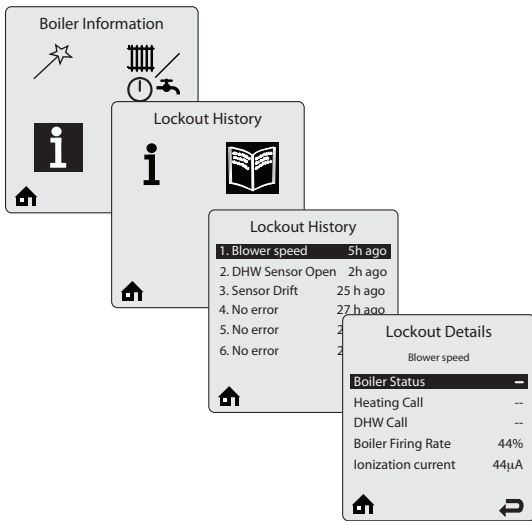 Boiler Information
Lockout History
Lockout History
1. Blower speed 5h ago
2. DHW Sensor Open 2h ago
3. Sensor Drift 25 h ago
4. No error 27 h ago
5. No error 2
6. No error 2
Lockout Details
Blower speed
Boiler Status --
Heating Call --
DHW Call --
Boiler Firing Rate 44%
Ionization current 44µA